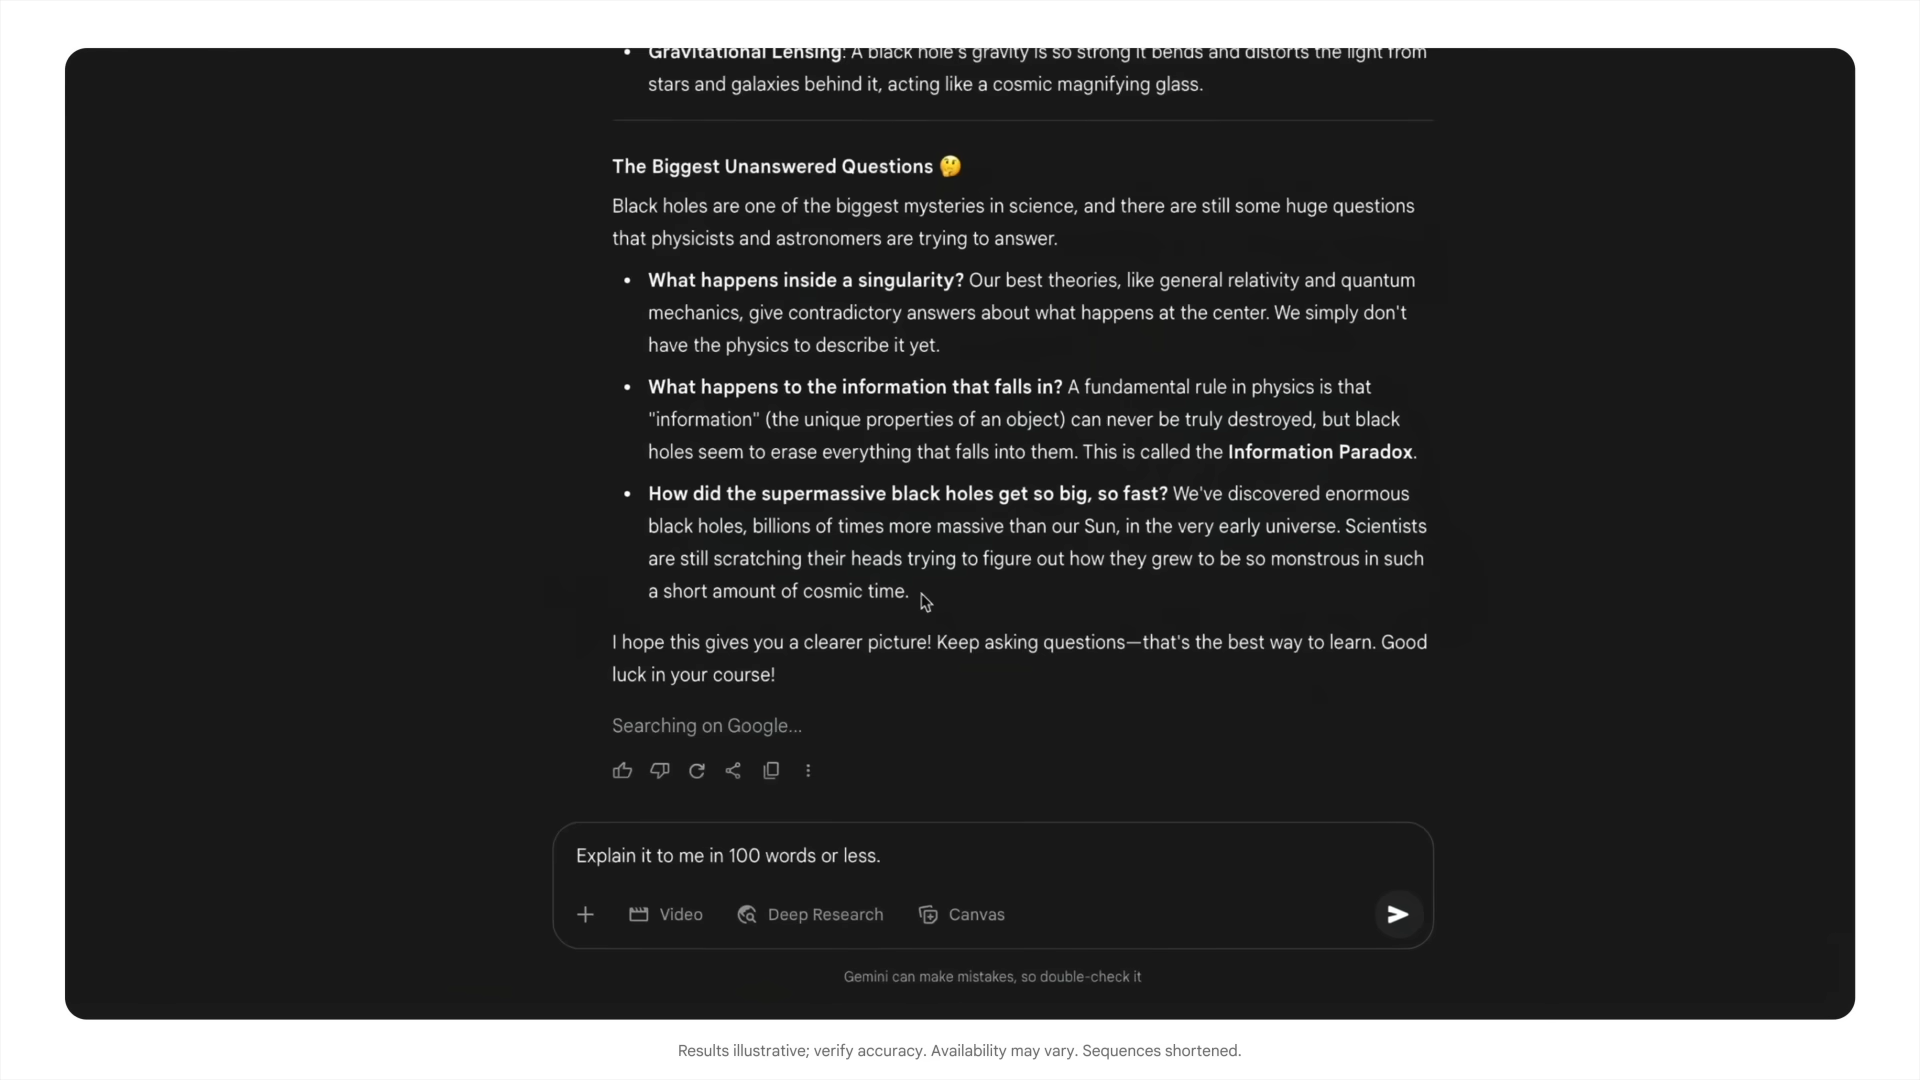 • Gravitational Lensing: A black hole's gravity is so strong it bends and distorts the light from
stars and galaxies behind it, acting like a cosmic magnifying glass.
The Biggest Unanswered Questions 🤔
Black holes are one of the biggest mysteries in science, and there are still some huge questions
that physicists and astronomers are trying to answer.
• What happens inside a singularity? Our best theories, like general relativity and quantum
mechanics, give contradictory answers about what happens at the center. We simply don't
have the physics to describe it yet.
• What happens to the information that falls in? A fundamental rule in physics is that
"information" (the unique properties of an object) can never be truly destroyed, but black
holes seem to erase everything that falls into them. This is called the Information Paradox.
• How did the supermassive black holes get so big, so fast? We've discovered enormous
black holes, billions of times more massive than our Sun, in the very early universe. Scientists
are still scratching their heads trying to figure out how they grew to be so monstrous in such
a short amount of cosmic time.
I hope this gives you a clearer picture! Keep asking questions—that's the best way to learn. Good
luck in your course!
Searching on Google...
Explain it to me in 100 words or less.
Video Deep Research Canvas
Gemini can make mistakes, so double-check it
Results illustrative; verify accuracy. Availability may vary. Sequences shortened.